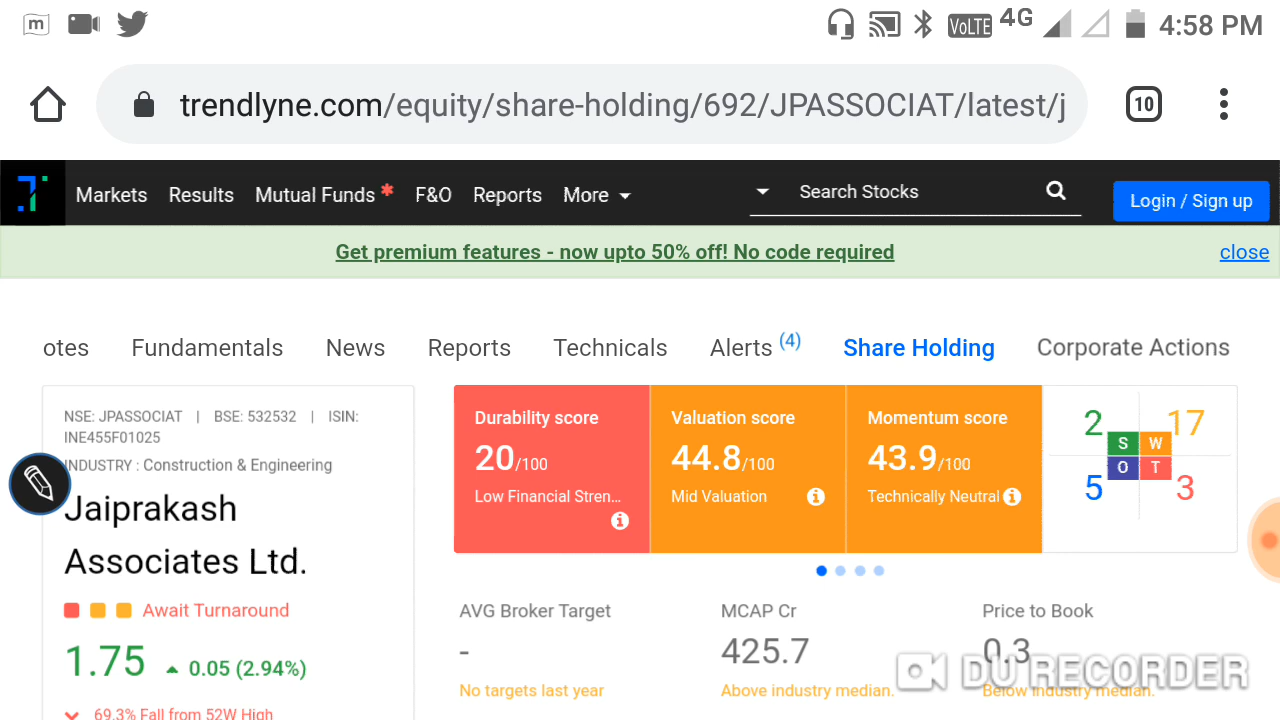 m
VoLTE 4G 4:58 PM
trendlyne.com/equity/share-holding/692/JPASSOCIAT/latest/j
10
Markets Results Mutual Funds * F&O Reports More Search Stocks Login / Sign up
Get premium features - now upto 50% off! No code required close
otes Fundamentals News Reports Technicals Alerts (4) Share Holding Corporate Actions
NSE: JPASSOCIAT | BSE: 532532 | ISIN:
INE455F01025
INDUSTRY : Construction & Engineering
Jaiprakash
Associates Ltd.
Await Turnaround
1.75 0.05 (2.94%)
69.3% Fall from 52W High
Durability score
20/100
Low Financial Stren...
Valuation score
44.8/100
Mid Valuation
Momentum score
43.9/100
Technically Neutral
2 17
S W
O T
5 3
AVG Broker Target
-
No targets last year
MCAP Cr
425.7
Above industry median.
Price to Book
0.3
Below industry median.
DU RECORDER